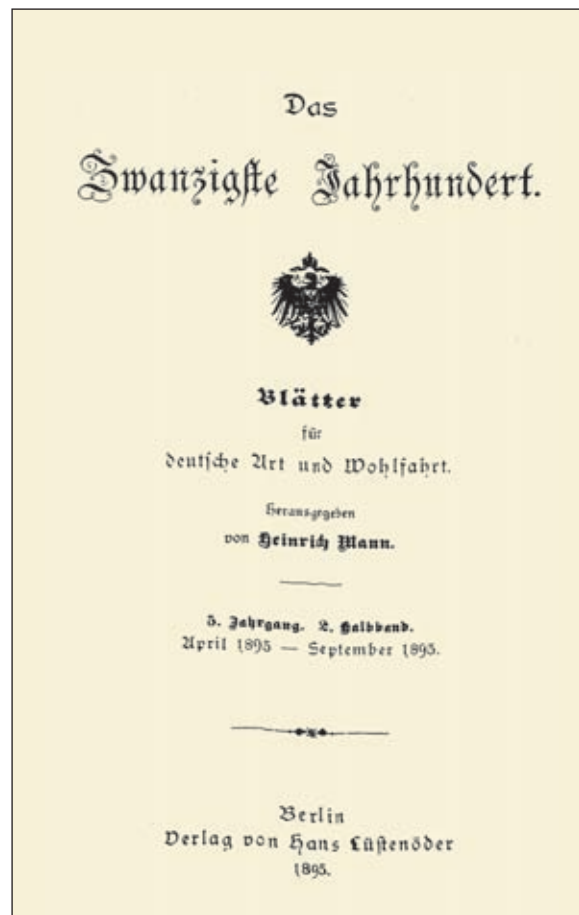 Das
Zwanzigste Jahrhundert.
Blätter
für
deutsche Art und Wohlfahrt.
Herausgegeben
von Heinrich Mann.
5. Jahrgang. 2. Halbband.
April 1895 — September 1895.
Berlin
Verlag von Hans Lüstenöder
1895.